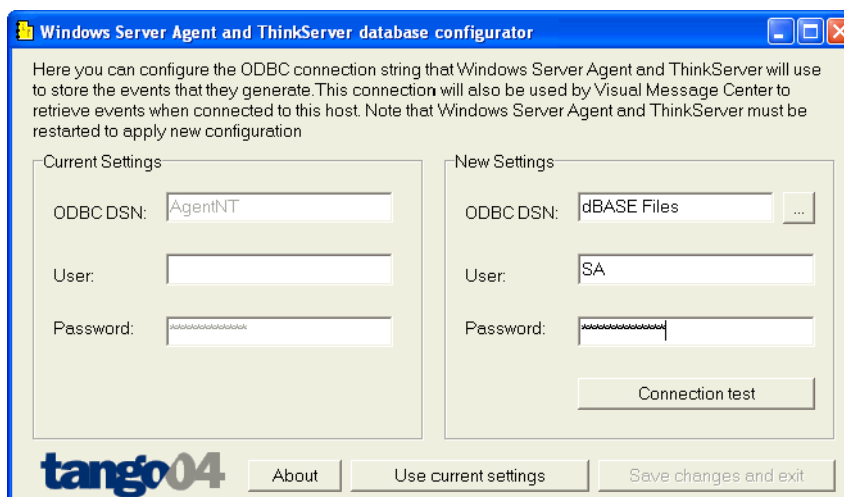 Windows Server Agent and ThinkServer database configurator
Here you can configure the ODBC connection string that Windows Server Agent and ThinkServer will use
to store the events that they generate.This connection will also be used by Visual Message Center to
retrieve events when connected to this host. Note that Windows Server Agent and ThinkServer must be
restarted to apply new configuration
Current Settings
ODBC DSN: AgentNT
User:
Password: *************
New Settings
ODBC DSN: dBASE Files ...
User: SA
Password: *************
Connection test
tango04
About
Use current settings
Save changes and exit